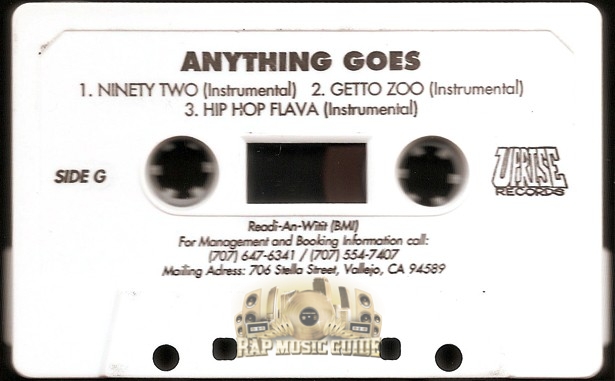 ANYTHING GOES
1. NINETY TWO (Instrumental) 2. GETTO ZOO (Instrumental)
3. HIP HOP FLAVA (Instrumental)
SIDE G
UPRISE
RECORDS
Readi-An-Witit (BMI)
For Management and Booking Information call:
(707) 647-6341 / (707) 554-7407
Mailing Adress: 706 Stella Street, Vallejo, CA 94589
RAP MUSIC GUIDE